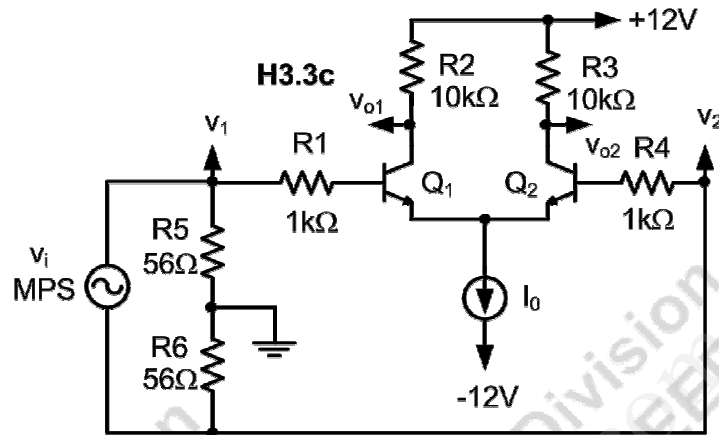 +12V
H3.3c
R2
10kΩ
R3
10kΩ
v1
vo1
vo2
v2
R1
1kΩ
Q1
Q2
R4
1kΩ
R5
56Ω
vi
MPS
I0
R6
56Ω
-12V
Division